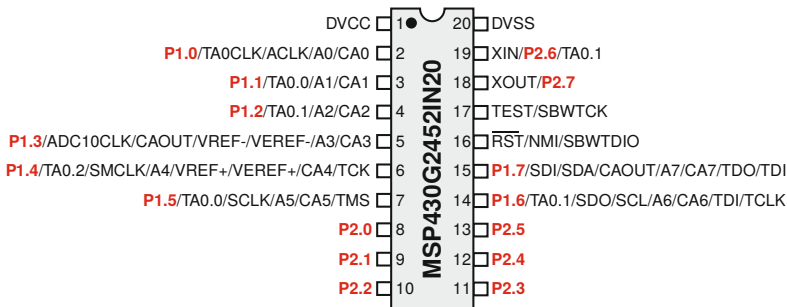 DVCC 1 20 DVSS
P1.0/TA0CLK/ACLK/A0/CA0 2 19 XIN/P2.6/TA0.1
P1.1/TA0.0/A1/CA1 3 18 XOUT/P2.7
P1.2/TA0.1/A2/CA2 4 17 TEST/SBWTCK
P1.3/ADC10CLK/CAOUT/VREF-/VEREF-/A3/CA3 5 16 RST/NMI/SBWTDIO
P1.4/TA0.2/SMCLK/A4/VREF+/VEREF+/CA4/TCK 6 15 P1.7/SDI/SDA/CAOUT/A7/CA7/TDO/TDI
P1.5/TA0.0/SCLK/A5/CA5/TMS 7 14 P1.6/TA0.1/SDO/SCL/A6/CA6/TDI/TCLK
P2.0 8 13 P2.5
P2.1 9 12 P2.4
P2.2 10 11 P2.3
MSP430G2452IN20